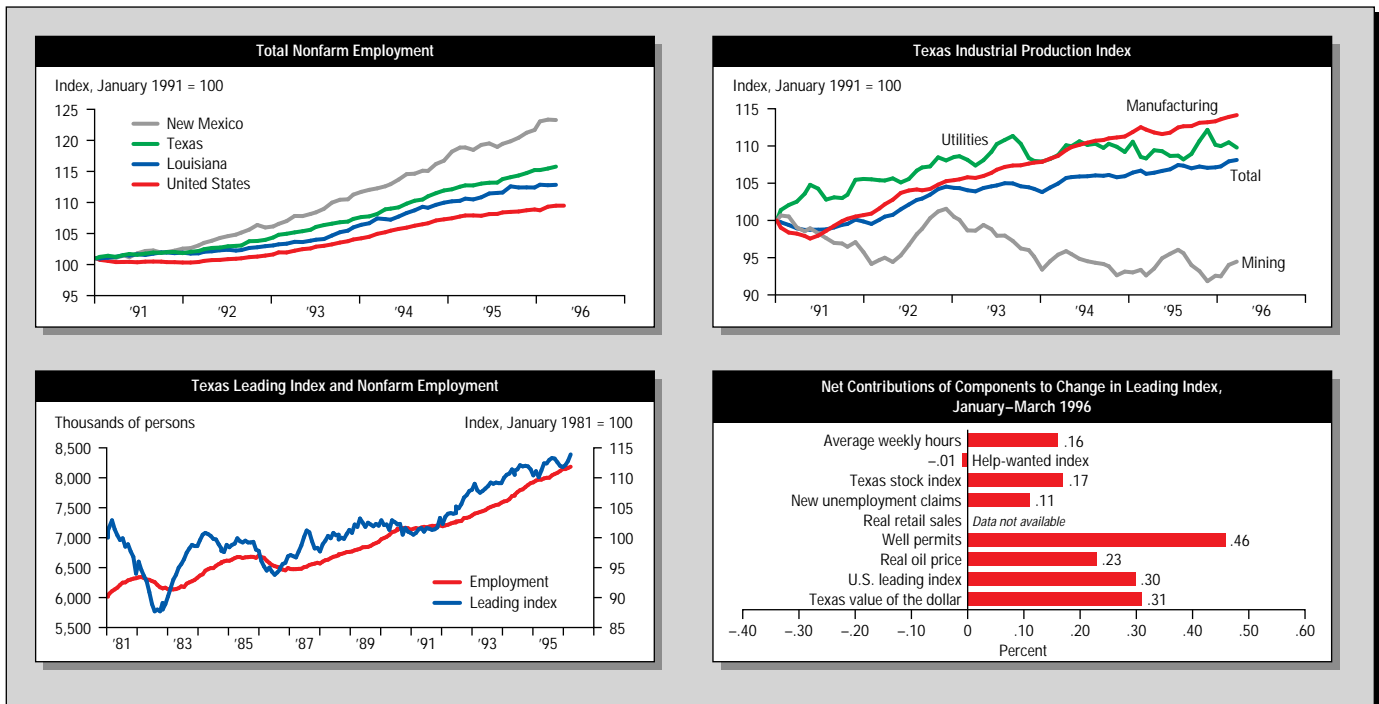 Total Nonfarm Employment
Index, January 1991 = 100
125
120
115
110
105
100
95
New Mexico
Texas
Louisiana
United States
'91 '92 '93 '94 '95 '96
Texas Industrial Production Index
Index, January 1991 = 100
115
110
105
100
95
90
Manufacturing
Utilities
Total
Mining
'91 '92 '93 '94 '95 '96
Texas Leading Index and Nonfarm Employment
Thousands of persons Index, January 1981 = 100
8,500 115
8,000 110
7,500 105
7,000 100
6,500 95
6,000 90
5,500 85
Employment
Leading index
'81 '83 '85 '87 '89 '91 '93 '95
Net Contributions of Components to Change in Leading Index,
January–March 1996
Average weekly hours .16
–.01 Help-wanted index
Texas stock index .17
New unemployment claims .11
Real retail sales Data not available
Well permits .46
Real oil price .23
U.S. leading index .30
Texas value of the dollar .31
–.40 –.30 –.20 –.10 0 .10 .20 .30 .40 .50 .60
Percent